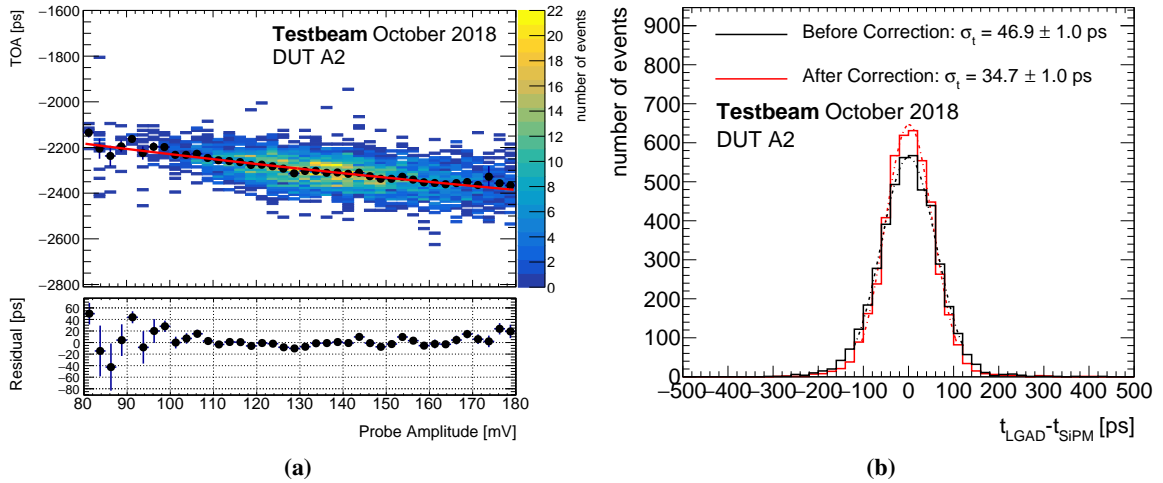 TOA [ps]
−1600
−1800
−2000
−2200
−2400
−2600
−2800
Testbeam October 2018
DUT A2
22
20
18
16
14
12
10
8
6
4
2
0
number of events
Residual [ps]
60
40
20
0
−20
−40
−60
−80
80 90 100 110 120 130 140 150 160 170 180
Probe Amplitude [mV]
(a)
number of events
900
800
700
600
500
400
300
200
100
0
Before Correction: σt = 46.9 ± 1.0 ps
After Correction: σt = 34.7 ± 1.0 ps
Testbeam October 2018
DUT A2
−500 −400 −300 −200 −100 0 100 200 300 400 500
tLGAD-tSiPM [ps]
(b)